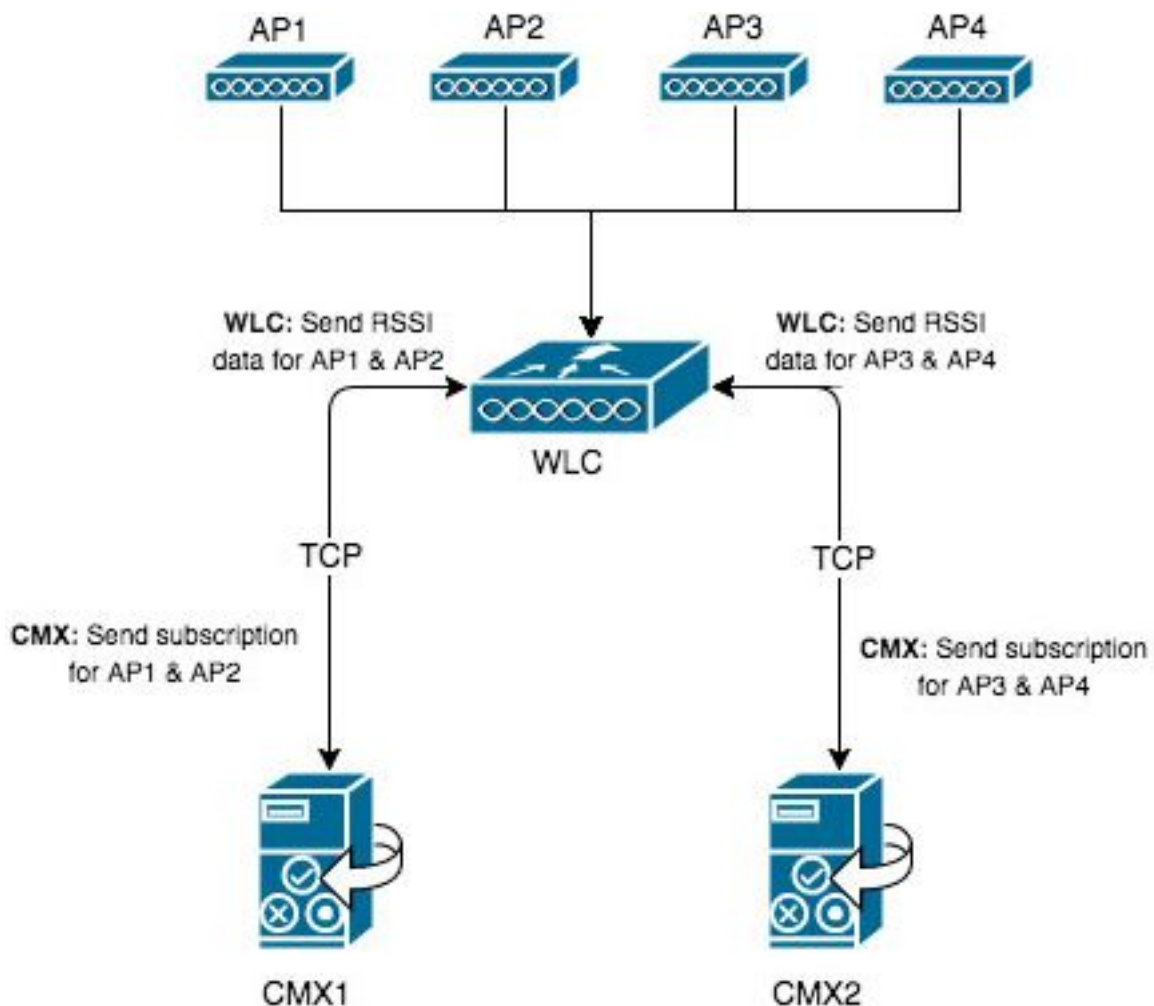 AP1
AP2
AP3
AP4
WLC: Send RSSI
data for AP1 & AP2
WLC: Send RSSI
data for AP3 & AP4
WLC
TCP
TCP
CMX: Send subscription
for AP1 & AP2
CMX: Send subscription
for AP3 & AP4
CMX1
CMX2